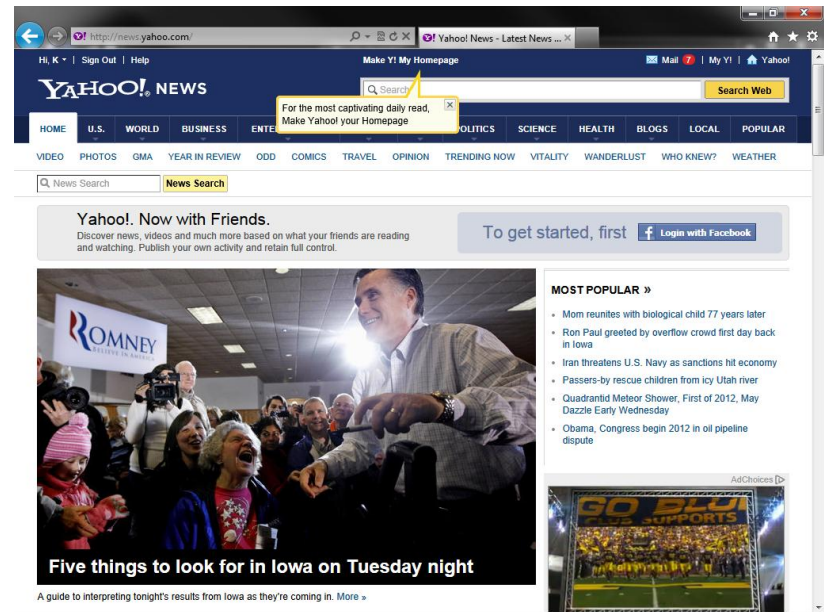 http://news.yahoo.com/
Yahoo! News - Latest News ...
Hi, K
Sign Out | Help
Make Y! My Homepage
Mail 7 | My Y! | Yahoo!
YAHOO! NEWS
Search
Search Web
For the most captivating daily read,
Make Yahoo! your Homepage
HOME U.S. WORLD BUSINESS ENTE POLITICS SCIENCE HEALTH BLOGS LOCAL POPULAR
VIDEO PHOTOS GMA YEAR IN REVIEW ODD COMICS TRAVEL OPINION TRENDING NOW VITALITY WANDERLUST WHO KNEW? WEATHER
News Search News Search
Yahoo!. Now with Friends.
Discover news, videos and much more based on what your friends are reading
and watching. Publish your own activity and retain full control.
To get started, first f Login with Facebook
ROMNEY
BELIEVE IN AMERICA
Five things to look for in Iowa on Tuesday night
A guide to interpreting tonight's results from Iowa as they're coming in. More »
MOST POPULAR »
Mom reunites with biological child 77 years later
Ron Paul greeted by overflow crowd first day back
in Iowa
Iran threatens U.S. Navy as sanctions hit economy
Passers-by rescue children from icy Utah river
Quadrantid Meteor Shower, First of 2012, May
Dazzle Early Wednesday
Obama, Congress begin 2012 in oil pipeline
dispute
AdChoices
GO BLUE
CLUB SUPPORTS